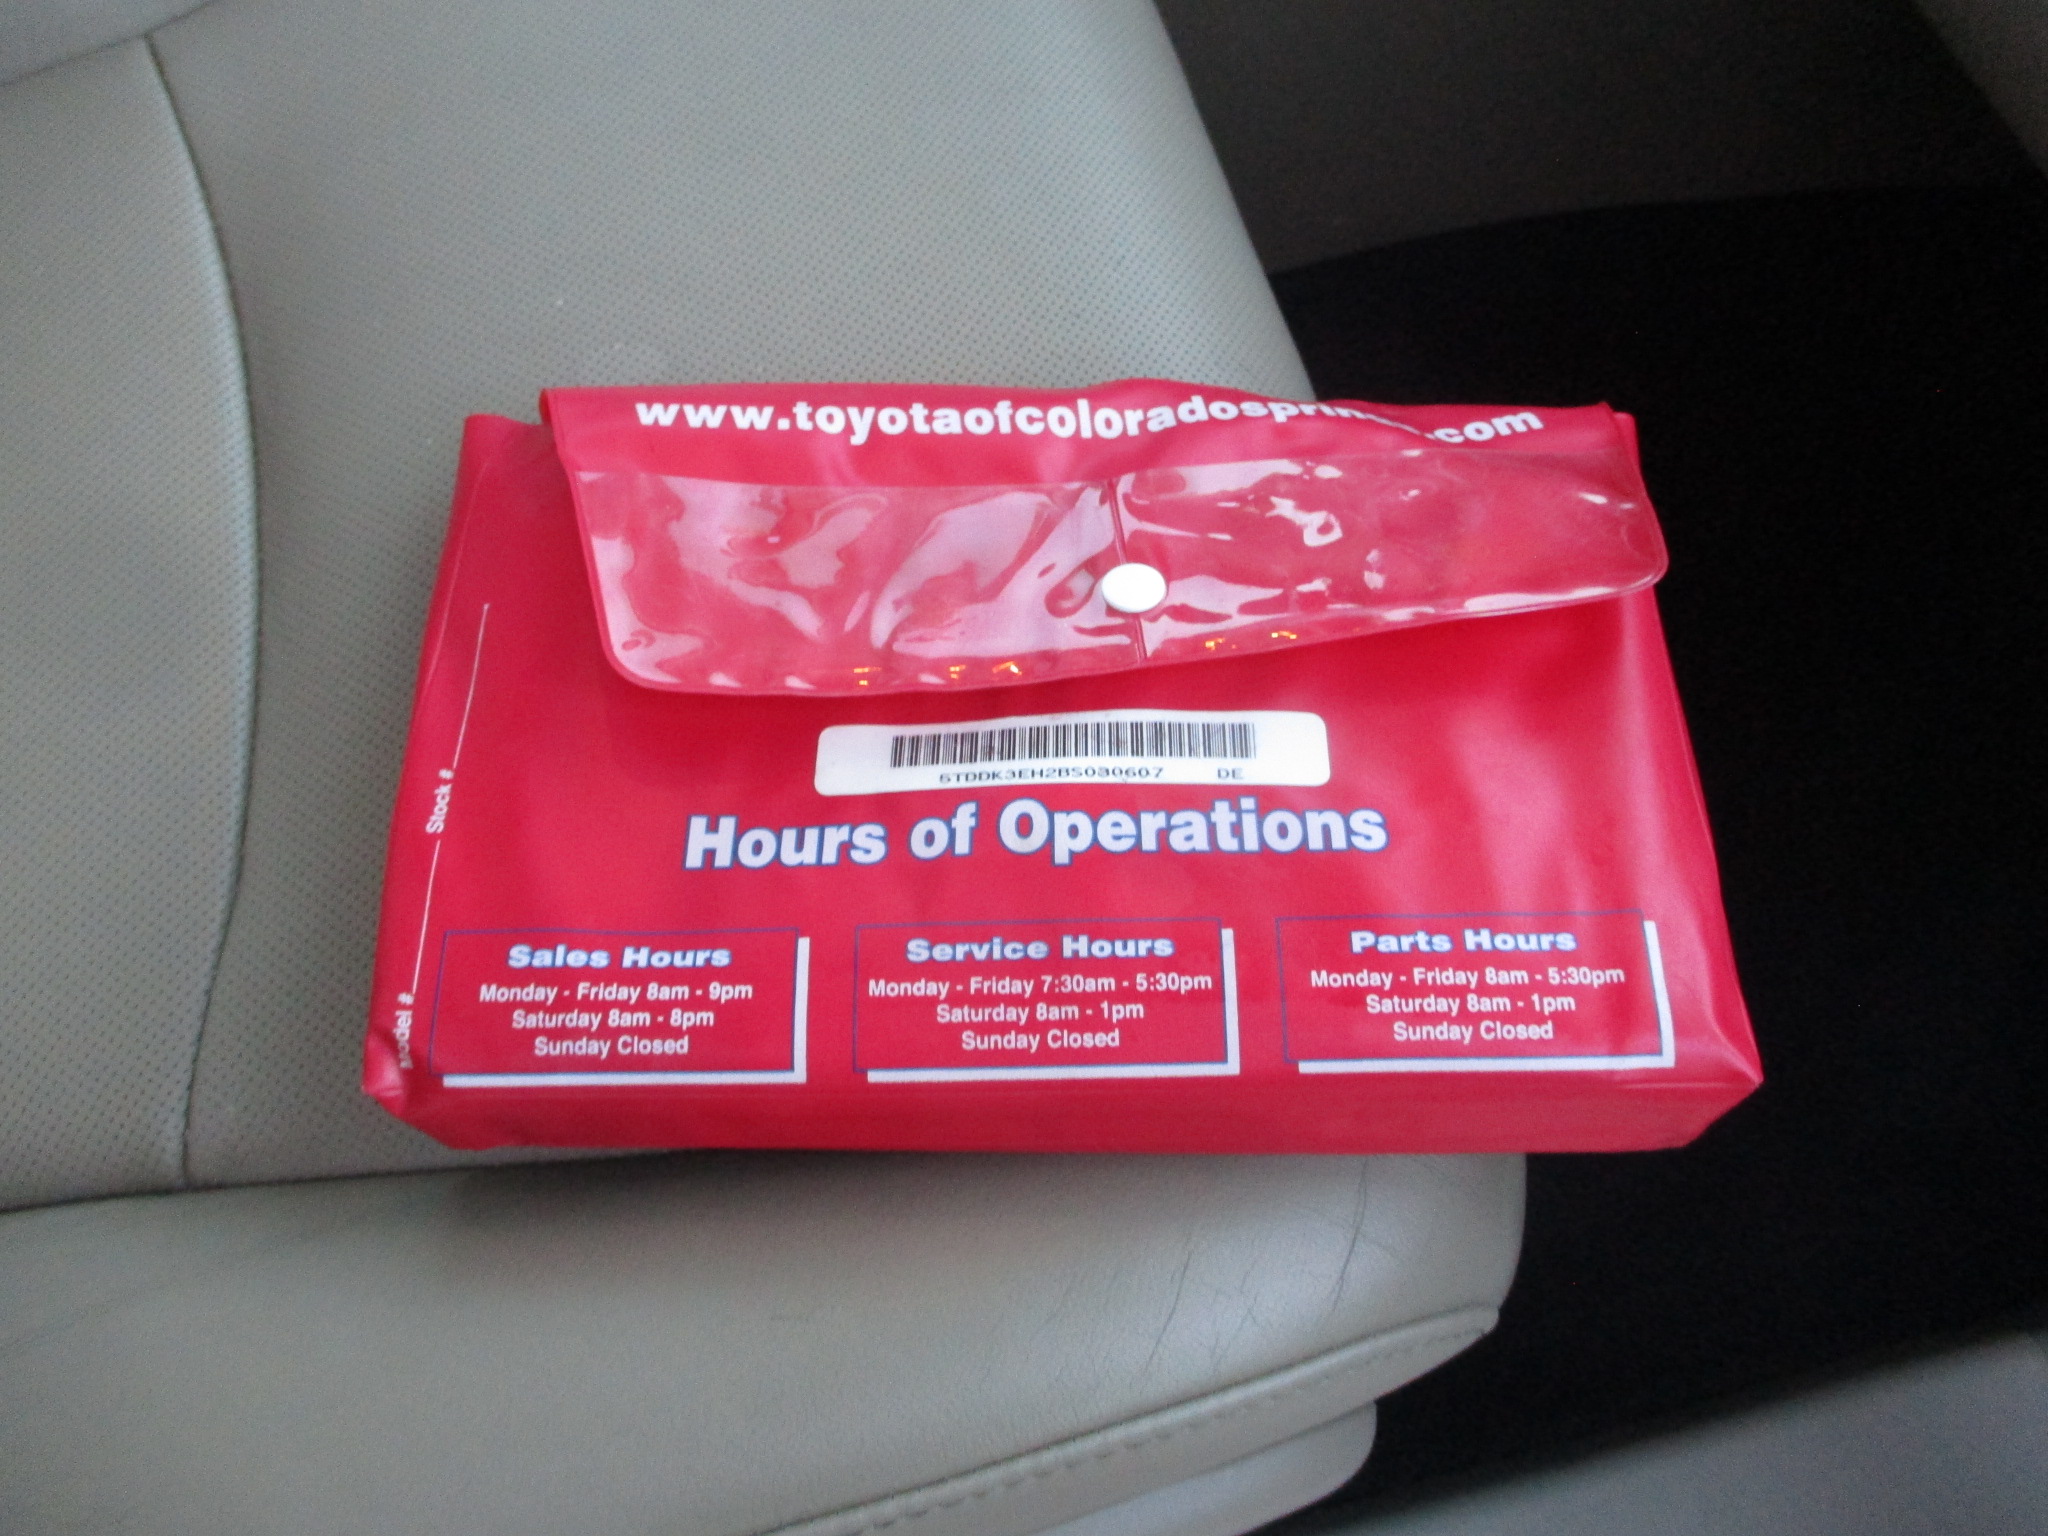 www.toyotaofcoloradosprings.com
5TDDK3EH2BS030607 DE
Hours of Operations
Stock #
Model #
Sales Hours
Monday - Friday 8am - 9pm
Saturday 8am - 8pm
Sunday Closed
Service Hours
Monday - Friday 7:30am - 5:30pm
Saturday 8am - 1pm
Sunday Closed
Parts Hours
Monday - Friday 8am - 5:30pm
Saturday 8am - 1pm
Sunday Closed